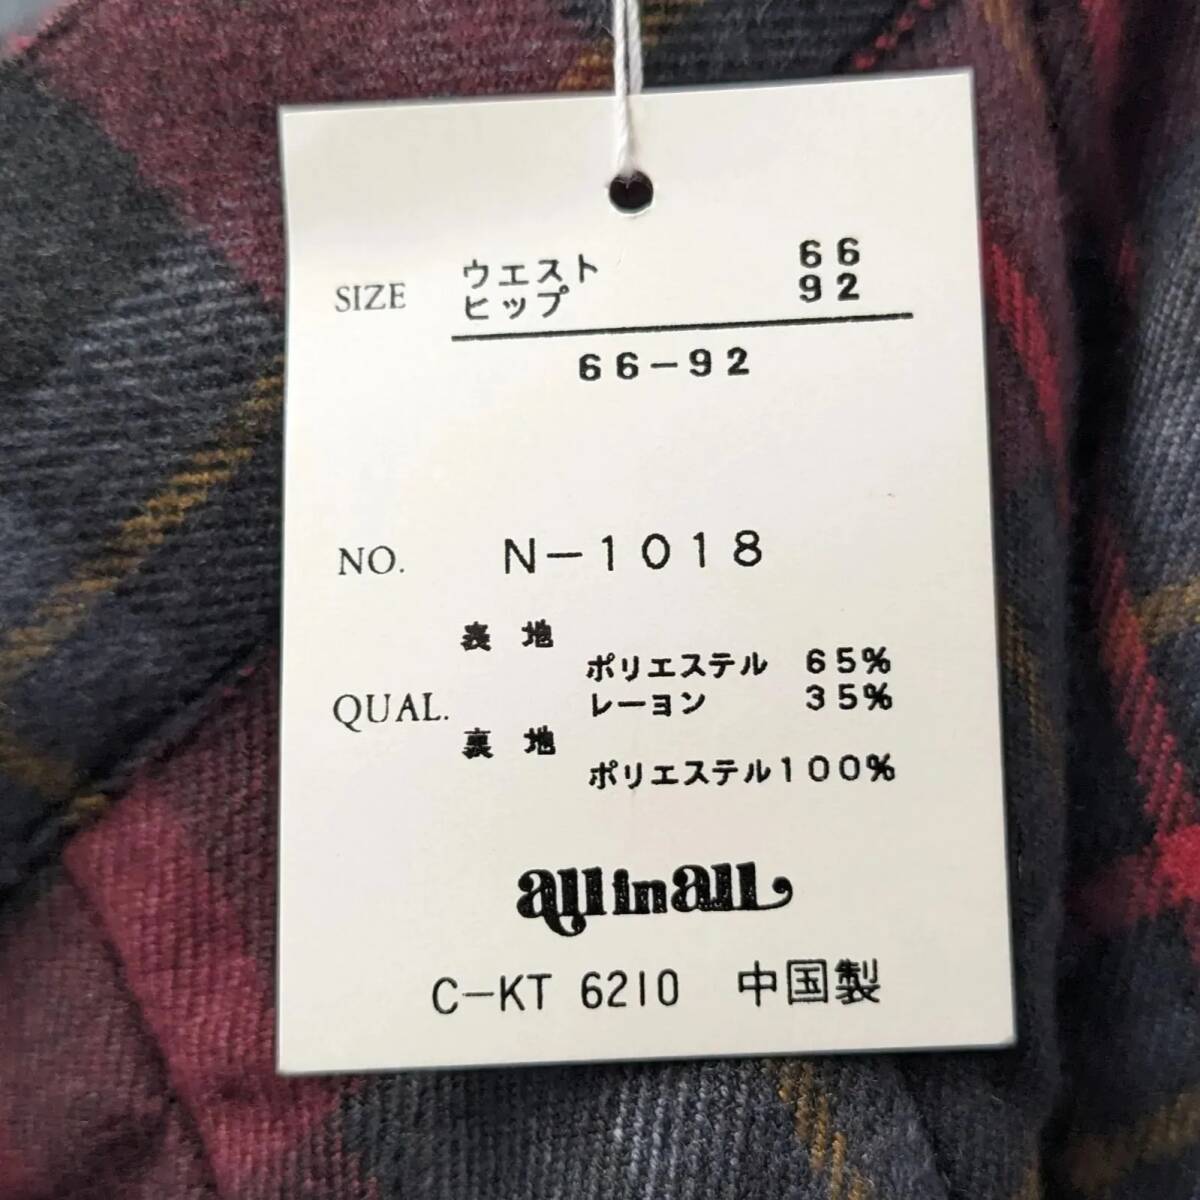 SIZE ウエスト 66
ヒップ 92
66-92
NO. N-1018
表地
ポリエステル 65%
QUAL. レーヨン 35%
裏地
ポリエステル100%
all in all
C-KT 6210 中国製